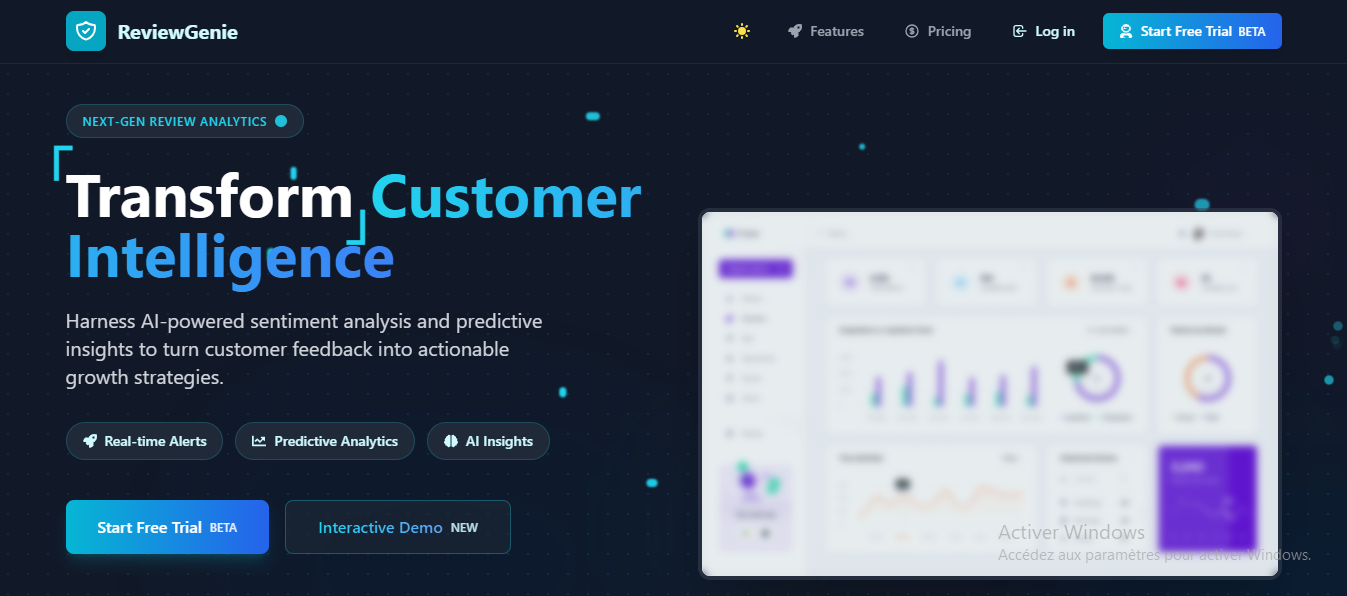 ReviewGenie
Features
Pricing
Log in
Start Free Trial BETA
NEXT-GEN REVIEW ANALYTICS
Transform Customer
Intelligence
Harness AI-powered sentiment analysis and predictive
insights to turn customer feedback into actionable
growth strategies.
Real-time Alerts
Predictive Analytics
AI Insights
Start Free Trial BETA
Interactive Demo NEW
Activer Windows
Accédez aux paramètres pour activer Windows.